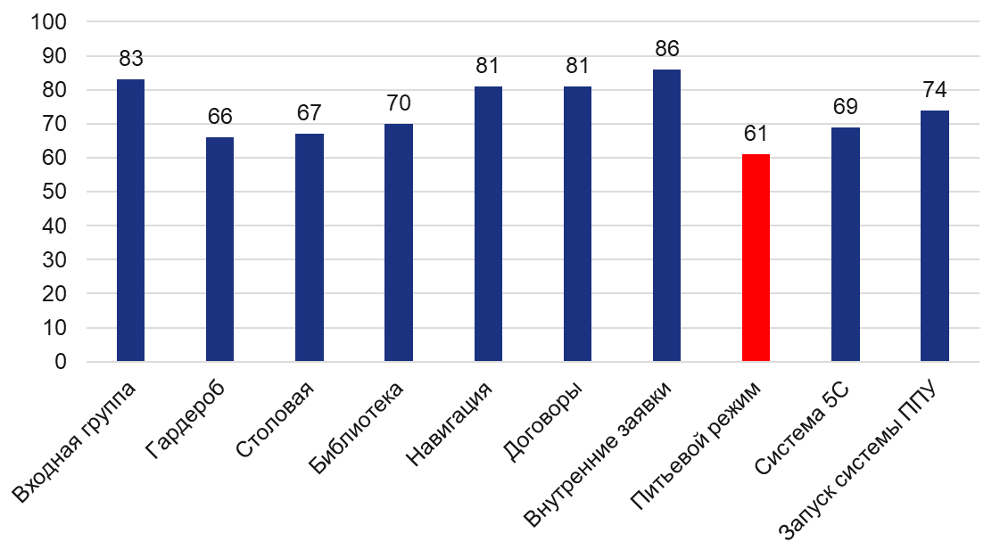 100
90
80
70
60
50
40
30
20
10
0
83
66
67
70
81
81
86
61
69
74
Входная группа
Гардероб
Столовая
Библиотека
Навигация
Договоры
Внутренние заявки
Питьевой режим
Система 5С
Запуск системы ППУ